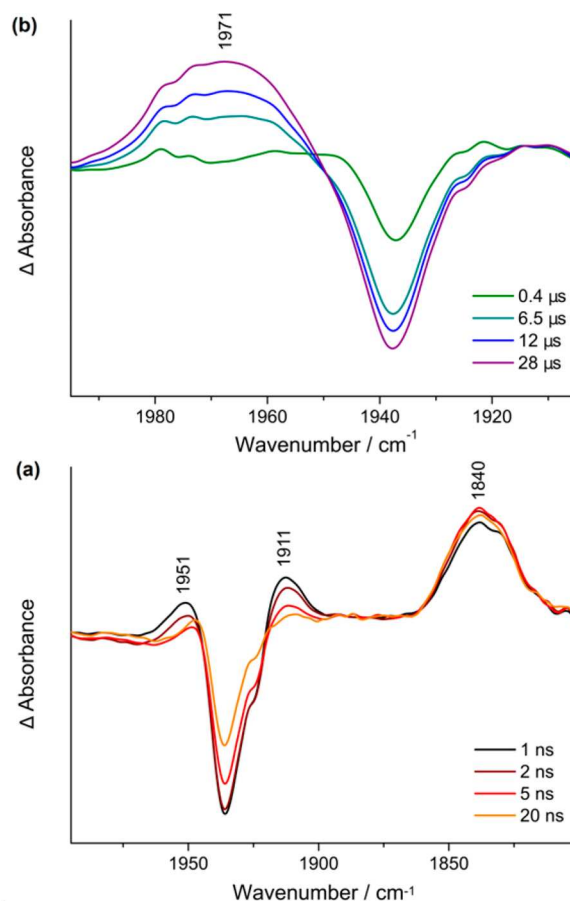 (b)
1971
Δ Absorbance
0.4 µs
6.5 µs
12 µs
28 µs
1980 1960 1940 1920
Wavenumber / cm-1
(a)
1951
1911
1840
Δ Absorbance
1 ns
2 ns
5 ns
20 ns
1950 1900 1850
Wavenumber / cm-1